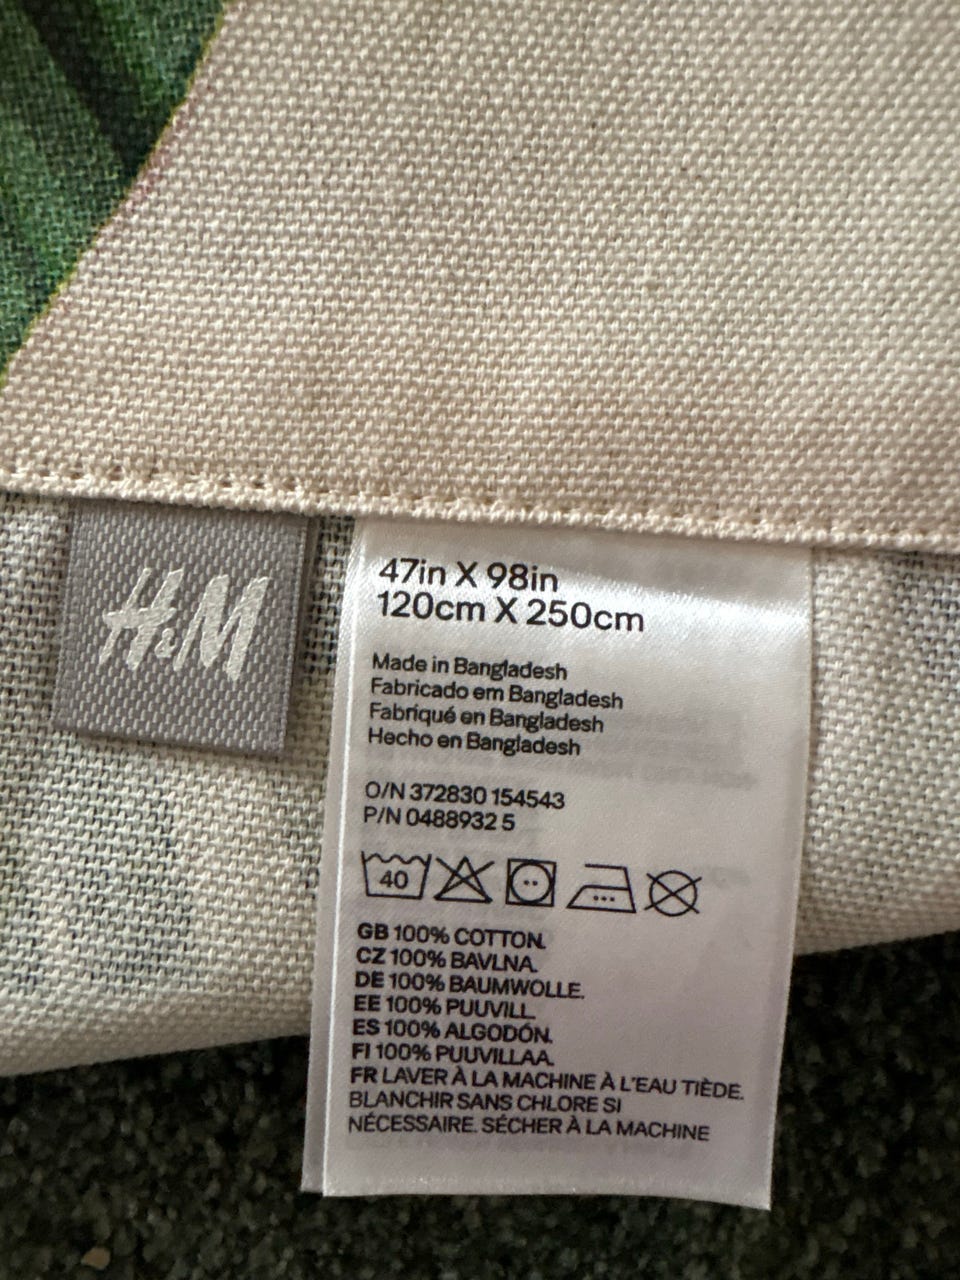 H&M
47in X 98in
120cm X 250cm
Made in Bangladesh
Fabricado em Bangladesh
Fabriqué en Bangladesh
Hecho en Bangladesh
O/N 372830 154543
P/N 0488932 5
40
GB 100% COTTON.
CZ 100% BAVLNA.
DE 100% BAUMWOLLE.
EE 100% PUUVILL.
ES 100% ALGODÓN.
FI 100% PUUVILLAA.
FR LAVER À LA MACHINE À L'EAU TIÈDE.
BLANCHIR SANS CHLORE SI
NÉCESSAIRE. SÉCHER À LA MACHINE